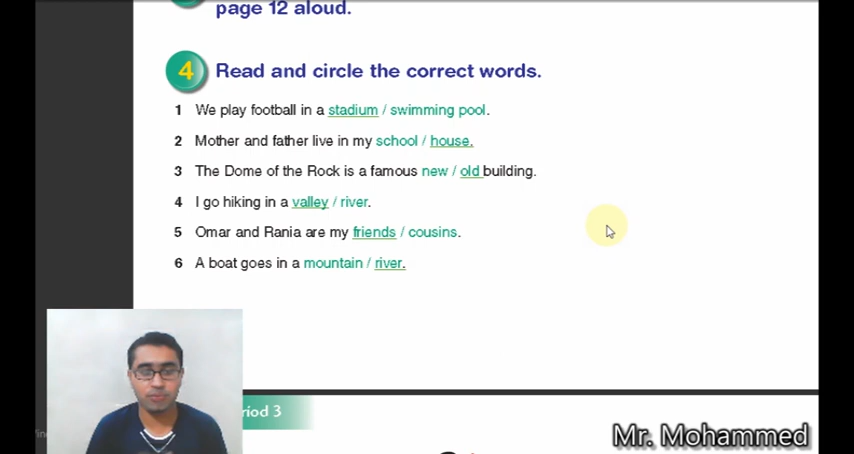 page 12 aloud.
4 Read and circle the correct words.
1 We play football in a stadium / swimming pool.
2 Mother and father live in my school / house.
3 The Dome of the Rock is a famous new / old building.
4 I go hiking in a valley / river.
5 Omar and Rania are my friends / cousins.
6 A boat goes in a mountain / river.
riod 3
Mr. Mohammed